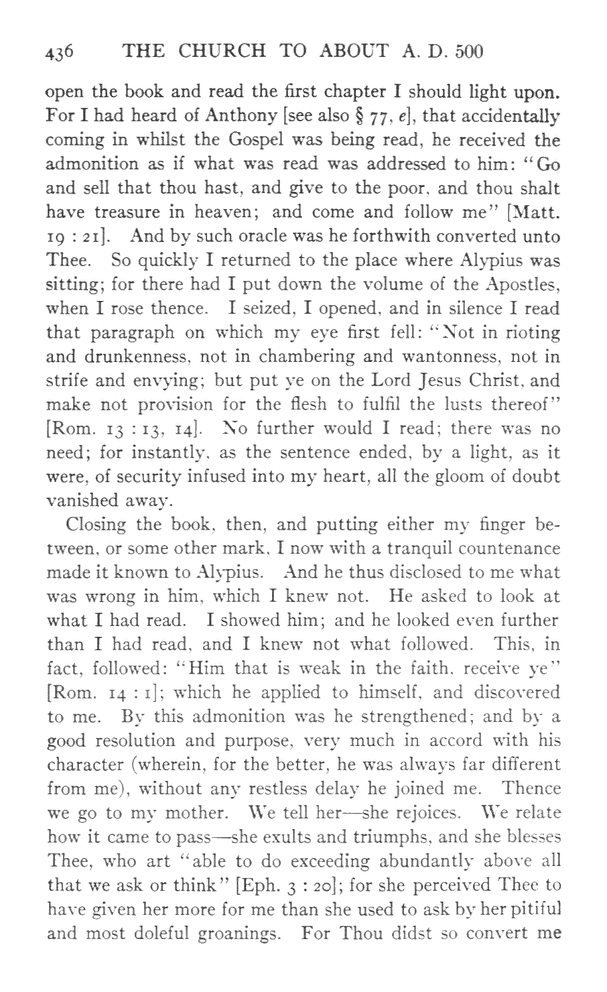 436 THE CHURCH TO ABOUT A. D. 500
open the book and read the first chapter I should light upon.
For I had heard of Anthony [see also § 77, e], that accidentally
coming in whilst the Gospel was being read, he received the
admonition as if what was read was addressed to him: "Go
and sell that thou hast, and give to the poor, and thou shalt
have treasure in heaven; and come and follow me" [Matt.
19 : 21]. And by such oracle was he forthwith converted unto
Thee. So quickly I returned to the place where Alypius was
sitting; for there had I put down the volume of the Apostles,
when I rose thence. I seized, I opened, and in silence I read
that paragraph on which my eye first fell: "Not in rioting
and drunkenness, not in chambering and wantonness, not in
strife and envying; but put ye on the Lord Jesus Christ, and
make not provision for the flesh to fulfil the lusts thereof"
[Rom. 13 : 13, 14]. No further would I read; there was no
need; for instantly, as the sentence ended, by a light, as it
were, of security infused into my heart, all the gloom of doubt
vanished away.
Closing the book, then, and putting either my finger be-
tween, or some other mark, I now with a tranquil countenance
made it known to Alypius. And he thus disclosed to me what
was wrong in him, which I knew not. He asked to look at
what I had read. I showed him; and he looked even further
than I had read, and I knew not what followed. This, in
fact, followed: "Him that is weak in the faith, receive ye"
[Rom. 14 : 1]; which he applied to himself, and discovered
to me. By this admonition was he strengthened; and by a
good resolution and purpose, very much in accord with his
character (wherein, for the better, he was always far different
from me), without any restless delay he joined me. Thence
we go to my mother. We tell her—she rejoices. We relate
how it came to pass—she exults and triumphs, and she blesses
Thee, who art "able to do exceeding abundantly above all
that we ask or think" [Eph. 3 : 20]; for she perceived Thee to
have given her more for me than she used to ask by her pitiful
and most doleful groanings. For Thou didst so convert me